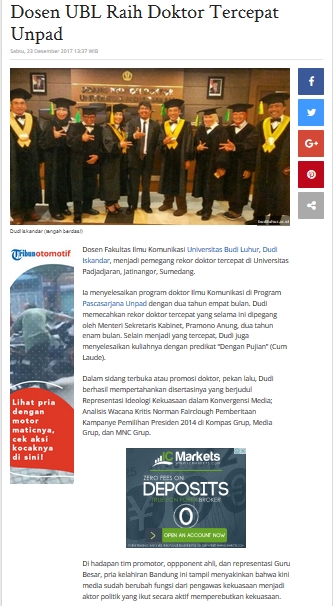 Dosen UBL Raih Doktor Tercepat
Unpad
Sabtu, 23 Desember 2017 13:37 WIB
budiluhur.ac.id
Dudi Iskandar (tengah berdasi)
Tribun otomotif
Lihat pria
dengan
motor
maticnya,
cek aksi
kocaknya
di sini!
Dosen Fakultas Ilmu Komunikasi Universitas Budi Luhur, Dudi
Iskandar, menjadi pemegang rekor doktor tercepat di Universitas
Padjadjaran, Jatinangor, Sumedang.
Ia menyelesaikan program doktor Ilmu Komunikasi di Program
Pascasarjana Unpad dengan dua tahun empat bulan. Dudi
memecahkan rekor doktor tercepat yang selama ini dipegang
oleh Menteri Sekretaris Kabinet, Pramono Anung, dua tahun
enam bulan. Selain menjadi yang tercepat, Dudi juga
menyelesaikan kuliahnya dengan predikat “Dengan Pujian” (Cum
Laude).
Dalam sidang terbuka atau promosi doktor, pekan lalu, Dudi
berhasil mempertahankan disertasinya yang berjudul
Representasi Ideologi Kekuasaan dalam Konvergensi Media;
Analisis Wacana Kritis Norman Fairclough Pemberitaan
Kampanye Pemilihan Presiden 2014 di Kompas Grup, Media
Grup, dan MNC Grup.
IC Markets
ZERO FEES ON
DEPOSITS
TRUE ECN FOREX BROKER
0
OPEN AN ACCOUNT NOW
Di hadapan tim promotor, oppponent ahli, dan representasi Guru
Besar, pria kelahiran Bandung ini tampil menyakinkan bahwa kini
media sudah berubah fungsi dari pengawas kekuasaan menjadi
aktor politik yang ikut secara aktif memperebutkan kekuasaan.